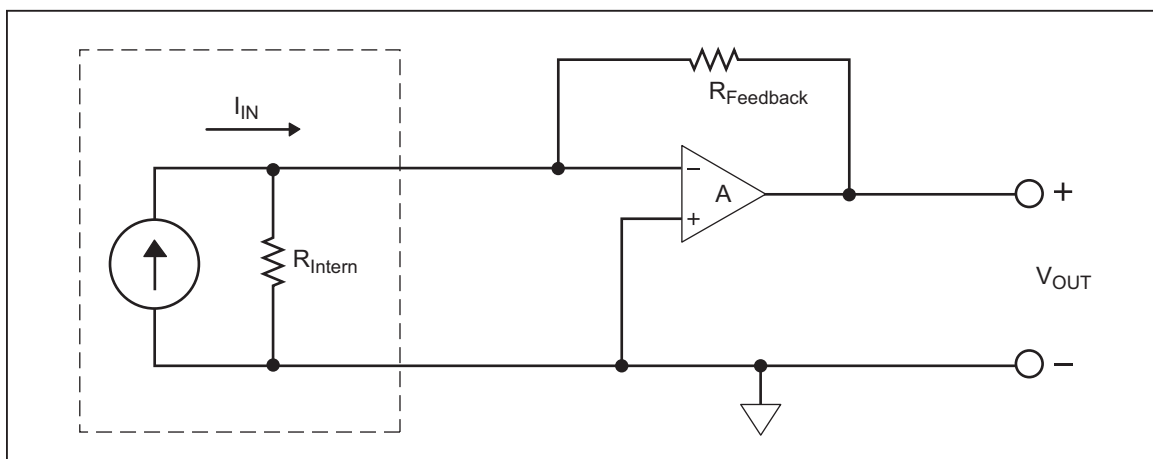 I_IN
R_Feedback
−
A
+
R_Intern
+
V_OUT
−